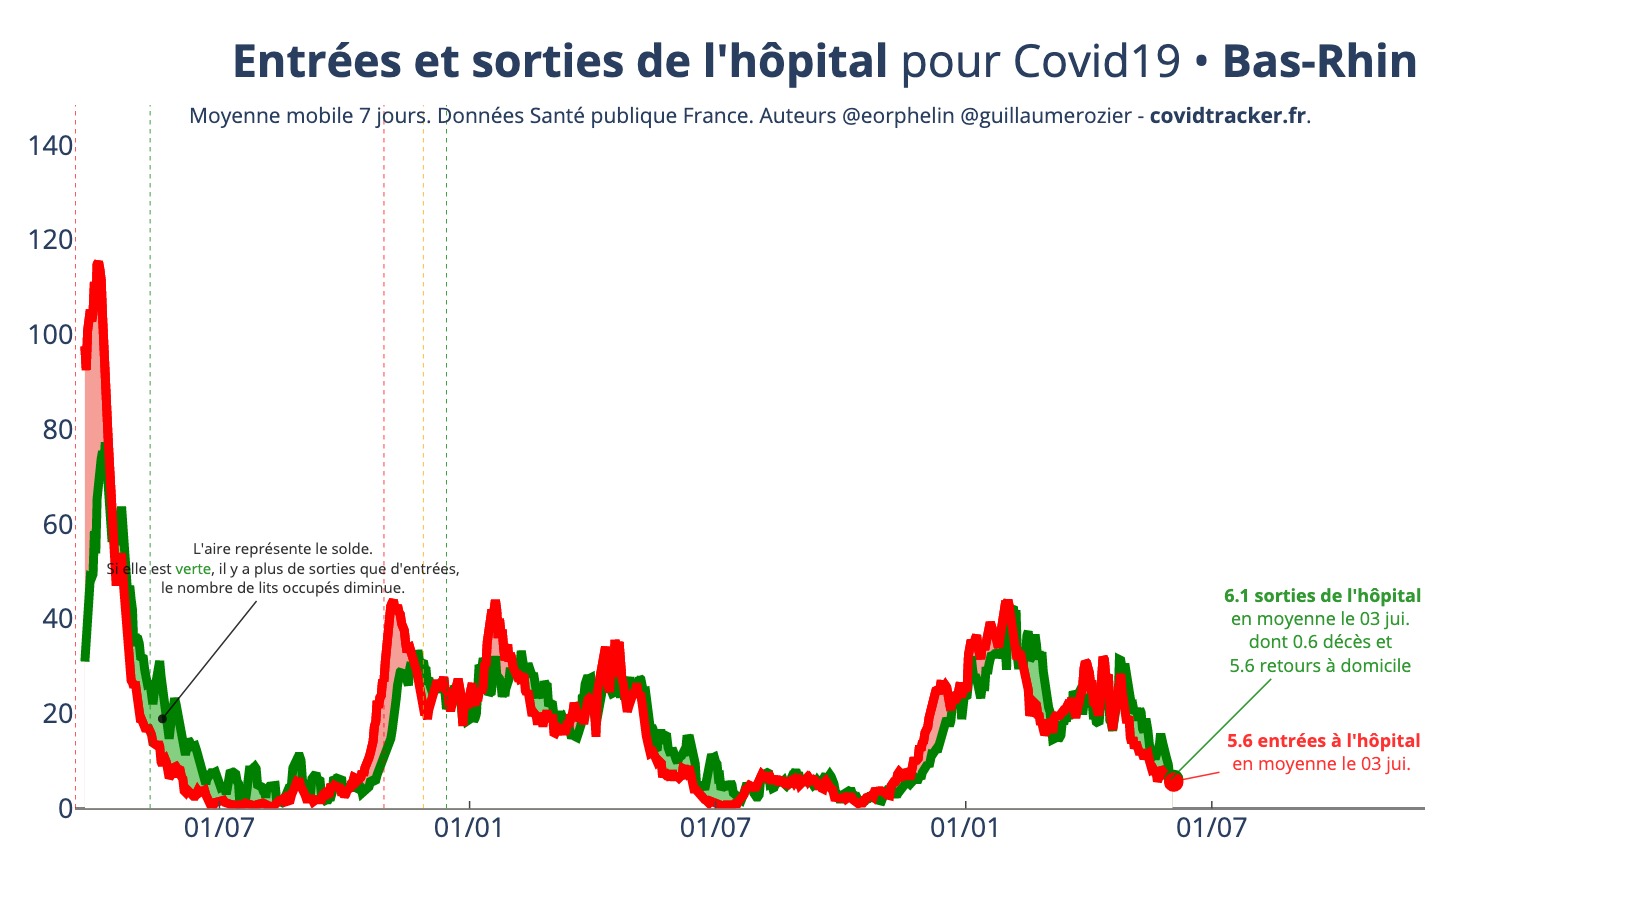 Entrées et sorties de l'hôpital pour Covid19 • Bas-Rhin
Moyenne mobile 7 jours. Données Santé publique France. Auteurs @eorphelin @guillaumerozier - covidtracker.fr.
140
120
100
80
60
40
20
0
L'aire représente le solde.
Si elle est verte, il y a plus de sorties que d'entrées,
le nombre de lits occupés diminue.
6.1 sorties de l'hôpital
en moyenne le 03 jui.
dont 0.6 décès et
5.6 retours à domicile
5.6 entrées à l'hôpital
en moyenne le 03 jui.
01/07
01/01
01/07
01/01
01/07